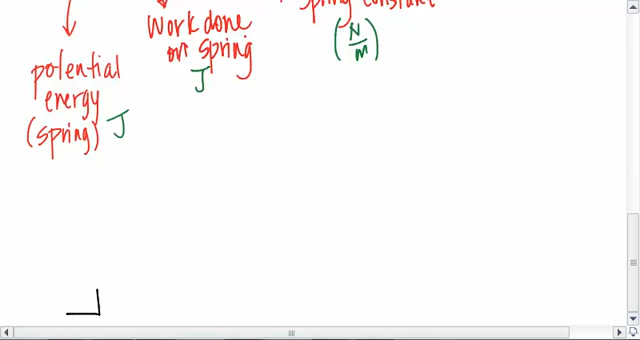 spring constant
work done
on spring
J
(N/m)
potential
energy
(spring) J